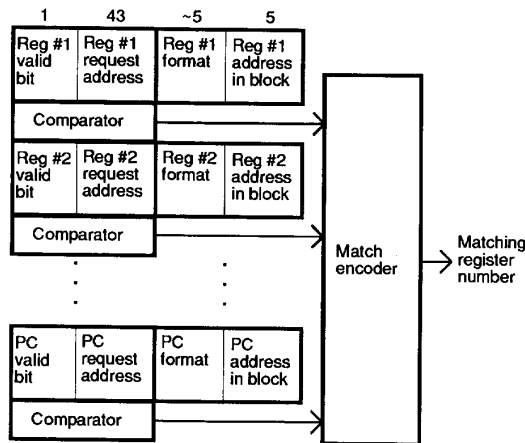 1 43 ~5 5
Reg #1 valid bit
Reg #1 request address
Reg #1 format
Reg #1 address in block
Comparator
Reg #2 valid bit
Reg #2 request address
Reg #2 format
Reg #2 address in block
Comparator
Match encoder
Matching register number
PC valid bit
PC request address
PC format
PC address in block
Comparator